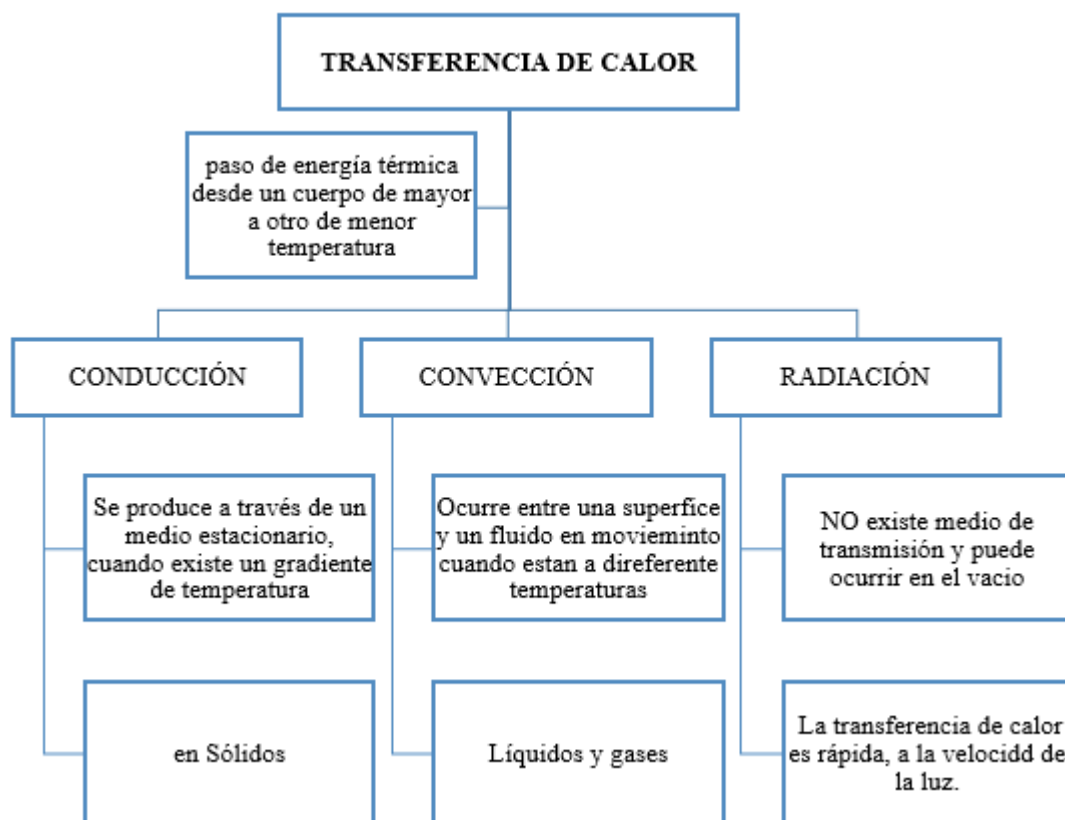 TRANSFERENCIA DE CALOR
paso de energía térmica
desde un cuerpo de mayor
a otro de menor
temperatura
CONDUCCIÓN
Se produce a través de un
medio estacionario,
cuando existe un gradiente
de temperatura
en Sólidos
CONVECCIÓN
Ocurre entre una superfice
y un fluido en movieminto
cuando estan a direferente
temperaturas
Líquidos y gases
RADIACIÓN
NO existe medio de
transmisión y puede
ocurrir en el vacio
La transferencia de calor
es rápida, a la velocidd de
la luz.